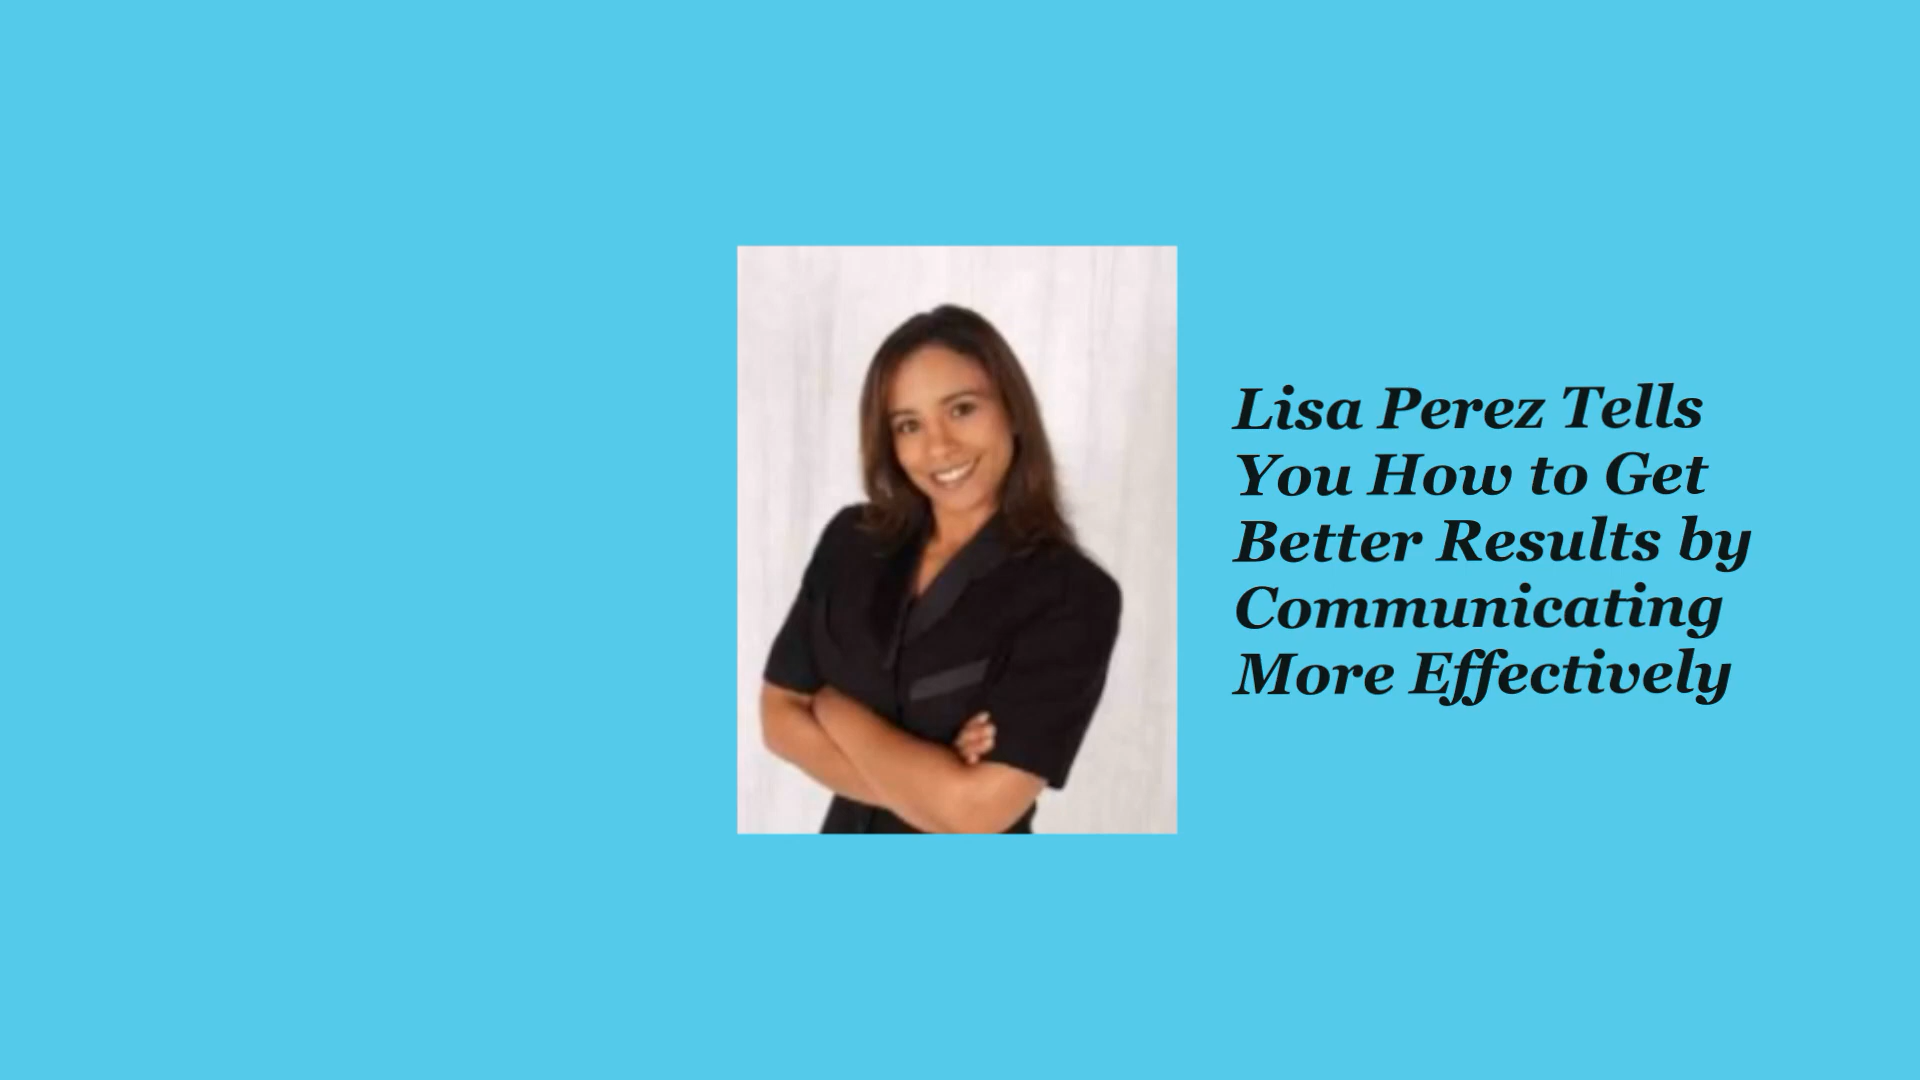 Lisa Perez Tells
You How to Get
Better Results by
Communicating
More Effectively